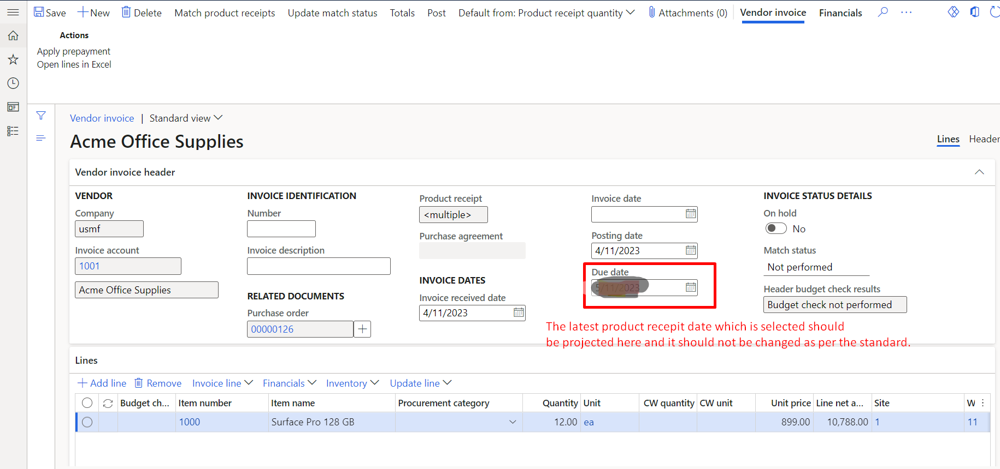 Save New Delete Match product receipts Update match status Totals Post Default from: Product receipt quantity Attachments (0) Vendor invoice Financials
Actions
Apply prepayment
Open lines in Excel
Vendor invoice | Standard view
Acme Office Supplies
Lines Header
Vendor invoice header
VENDOR
Company
usmf
Invoice account
1001
Acme Office Supplies
INVOICE IDENTIFICATION
Number
Invoice description
RELATED DOCUMENTS
Purchase order
00000126
Product receipt
<multiple>
Purchase agreement
INVOICE DATES
Invoice received date
4/11/2023
Invoice date
Posting date
4/11/2023
Due date
5/11/2023
INVOICE STATUS DETAILS
On hold
No
Match status
Not performed
Header budget check results
Budget check not performed
The latest product recepit date which is selected should
be projected here and it should not be changed as per the standard.
Lines
Add line Remove Invoice line Financials Inventory Update line
Budget ch... Item number Item name Procurement category Quantity Unit CW quantity CW unit Unit price Line net a... Site W
1000 Surface Pro 128 GB 12.00 ea 899.00 10,788.00 1 11